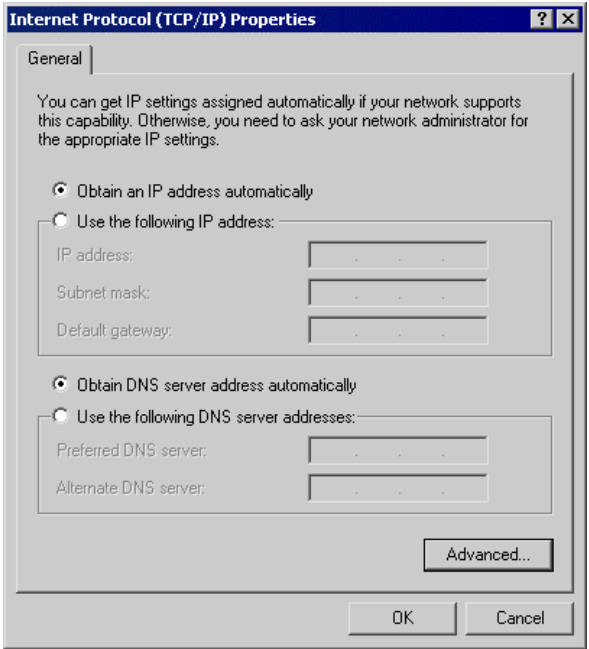 Internet Protocol (TCP/IP) Properties
General
You can get IP settings assigned automatically if your network supports
this capability. Otherwise, you need to ask your network administrator for
the appropriate IP settings.
Obtain an IP address automatically
Use the following IP address:
IP address:
Subnet mask:
Default gateway:
Obtain DNS server address automatically
Use the following DNS server addresses:
Preferred DNS server:
Alternate DNS server:
Advanced...
OK Cancel